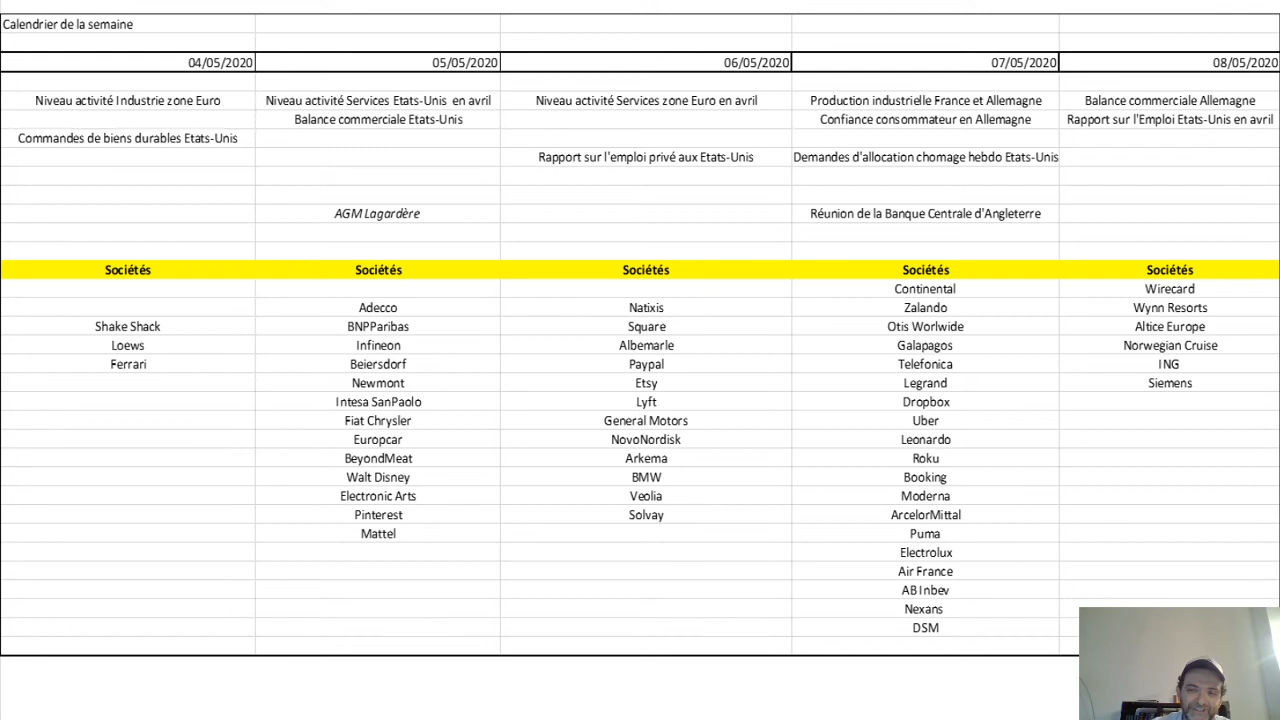 Calendrier de la semaine
04/05/2020 05/05/2020 06/05/2020 07/05/2020 08/05/2020
Niveau activité Industrie zone Euro Niveau activité Services Etats-Unis en avril Niveau activité Services zone Euro en avril Production industrielle France et Allemagne Balance commerciale Allemagne
Balance commerciale Etats-Unis Confiance consommateur en Allemagne Rapport sur l'Emploi Etats-Unis en avril
Commandes de biens durables Etats-Unis
Rapport sur l'emploi privé aux Etats-Unis Demandes d'allocation chomage hebdo Etats-Unis
AGM Lagardère Réunion de la Banque Centrale d'Angleterre
Sociétés Sociétés Sociétés Sociétés Sociétés
Continental Wirecard
Adecco Natixis Zalando Wynn Resorts
Shake Shack BNPParibas Square Otis Worlwide Altice Europe
Loews Infineon Albemarle Galapagos Norwegian Cruise
Ferrari Beiersdorf Paypal Telefonica ING
Newmont Etsy Legrand Siemens
Intesa SanPaolo Lyft Dropbox
Fiat Chrysler General Motors Uber
Europcar NovoNordisk Leonardo
BeyondMeat Arkema Roku
Walt Disney BMW Booking
Electronic Arts Veolia Moderna
Pinterest Solvay ArcelorMittal
Mattel Puma
Electrolux
Air France
AB Inbev
Nexans
DSM